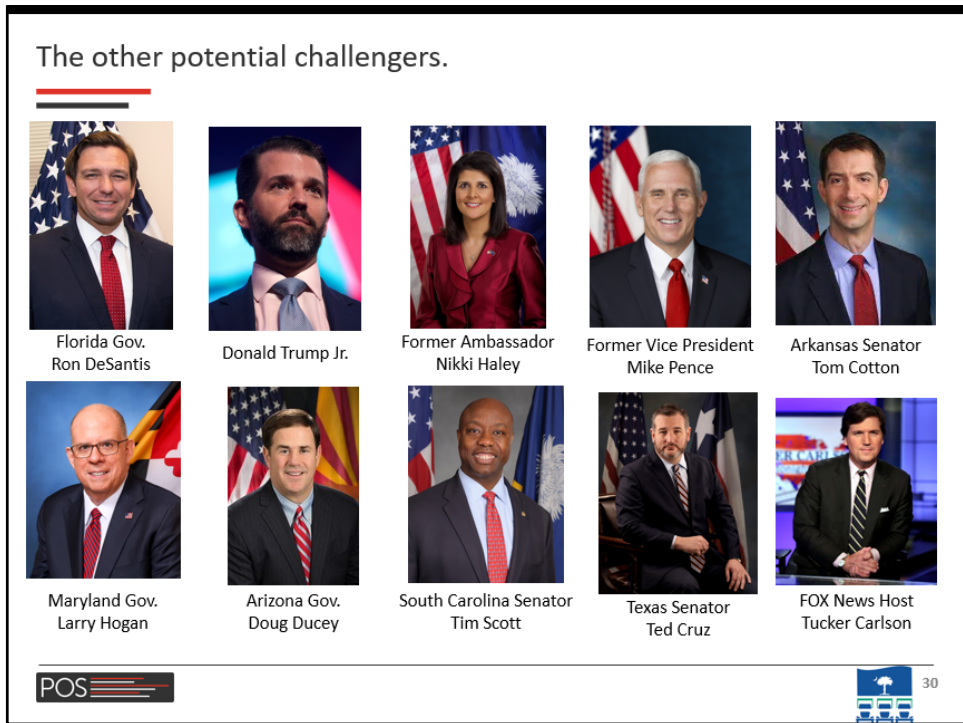 The other potential challengers.
Florida Gov.
Ron DeSantis
Donald Trump Jr.
Former Ambassador
Nikki Haley
Former Vice President
Mike Pence
Arkansas Senator
Tom Cotton
Maryland Gov.
Larry Hogan
Arizona Gov.
Doug Ducey
South Carolina Senator
Tim Scott
Texas Senator
Ted Cruz
ER CARLS
FOX News Host
Tucker Carlson
POS
30